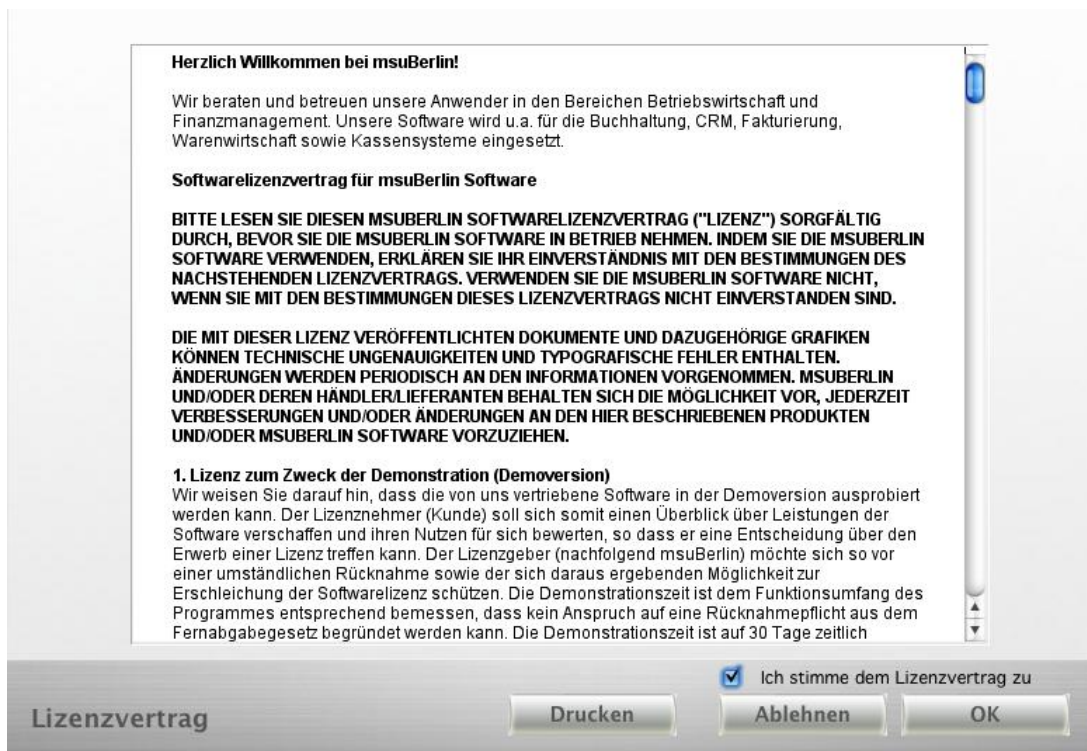 Herzlich Willkommen bei msuBerlin!
Wir beraten und betreuen unsere Anwender in den Bereichen Betriebswirtschaft und
Finanzmanagement. Unsere Software wird u.a. für die Buchhaltung, CRM, Fakturierung,
Warenwirtschaft sowie Kassensysteme eingesetzt.
Softwarelizenzvertrag für msuBerlin Software
BITTE LESEN SIE DIESEN MSUBERLIN SOFTWARELIZENZVERTRAG ("LIZENZ") SORGFÄLTIG
DURCH, BEVOR SIE DIE MSUBERLIN SOFTWARE IN BETRIEB NEHMEN. INDEM SIE DIE MSUBERLIN
SOFTWARE VERWENDEN, ERKLÄREN SIE IHR EINVERSTÄNDNIS MIT DEN BESTIMMUNGEN DES
NACHSTEHENDEN LIZENZVERTRAGS. VERWENDEN SIE DIE MSUBERLIN SOFTWARE NICHT,
WENN SIE MIT DEN BESTIMMUNGEN DIESES LIZENZVERTRAGS NICHT EINVERSTANDEN SIND.
DIE MIT DIESER LIZENZ VERÖFFENTLICHTEN DOKUMENTE UND DAZUGEHÖRIGE GRAFIKEN
KÖNNEN TECHNISCHE UNGENAUIGKEITEN UND TYPOGRAFISCHE FEHLER ENTHALTEN.
ÄNDERUNGEN WERDEN PERIODISCH AN DEN INFORMATIONEN VORGENOMMEN. MSUBERLIN
UND/ODER DEREN HÄNDLER/LIEFERANTEN BEHALTEN SICH DIE MÖGLICHKEIT VOR, JEDERZEIT
VERBESSERUNGEN UND/ODER ÄNDERUNGEN AN DEN HIER BESCHRIEBENEN PRODUKTEN
UND/ODER MSUBERLIN SOFTWARE VORZUZIEHEN.
1. Lizenz zum Zweck der Demonstration (Demoversion)
Wir weisen Sie darauf hin, dass die von uns vertriebene Software in der Demoversion ausprobiert
werden kann. Der Lizenznehmer (Kunde) soll sich somit einen Überblick über Leistungen der
Software verschaffen und ihren Nutzen für sich bewerten, so dass er eine Entscheidung über den
Erwerb einer Lizenz treffen kann. Der Lizenzgeber (nachfolgend msuBerlin) möchte sich so vor
einer umständlichen Rücknahme sowie der sich daraus ergebenden Möglichkeit zur
Erschleichung der Softwarelizenz schützen. Die Demonstrationszeit ist dem Funktionsumfang des
Programmes entsprechend bemessen, dass kein Anspruch auf eine Rücknahmepflicht aus dem
Fernabgabegesetz begründet werden kann. Die Demonstrationszeit ist auf 30 Tage zeitlich
Ich stimme dem Lizenzvertrag zu
Lizenzvertrag
Drucken
Ablehnen
OK